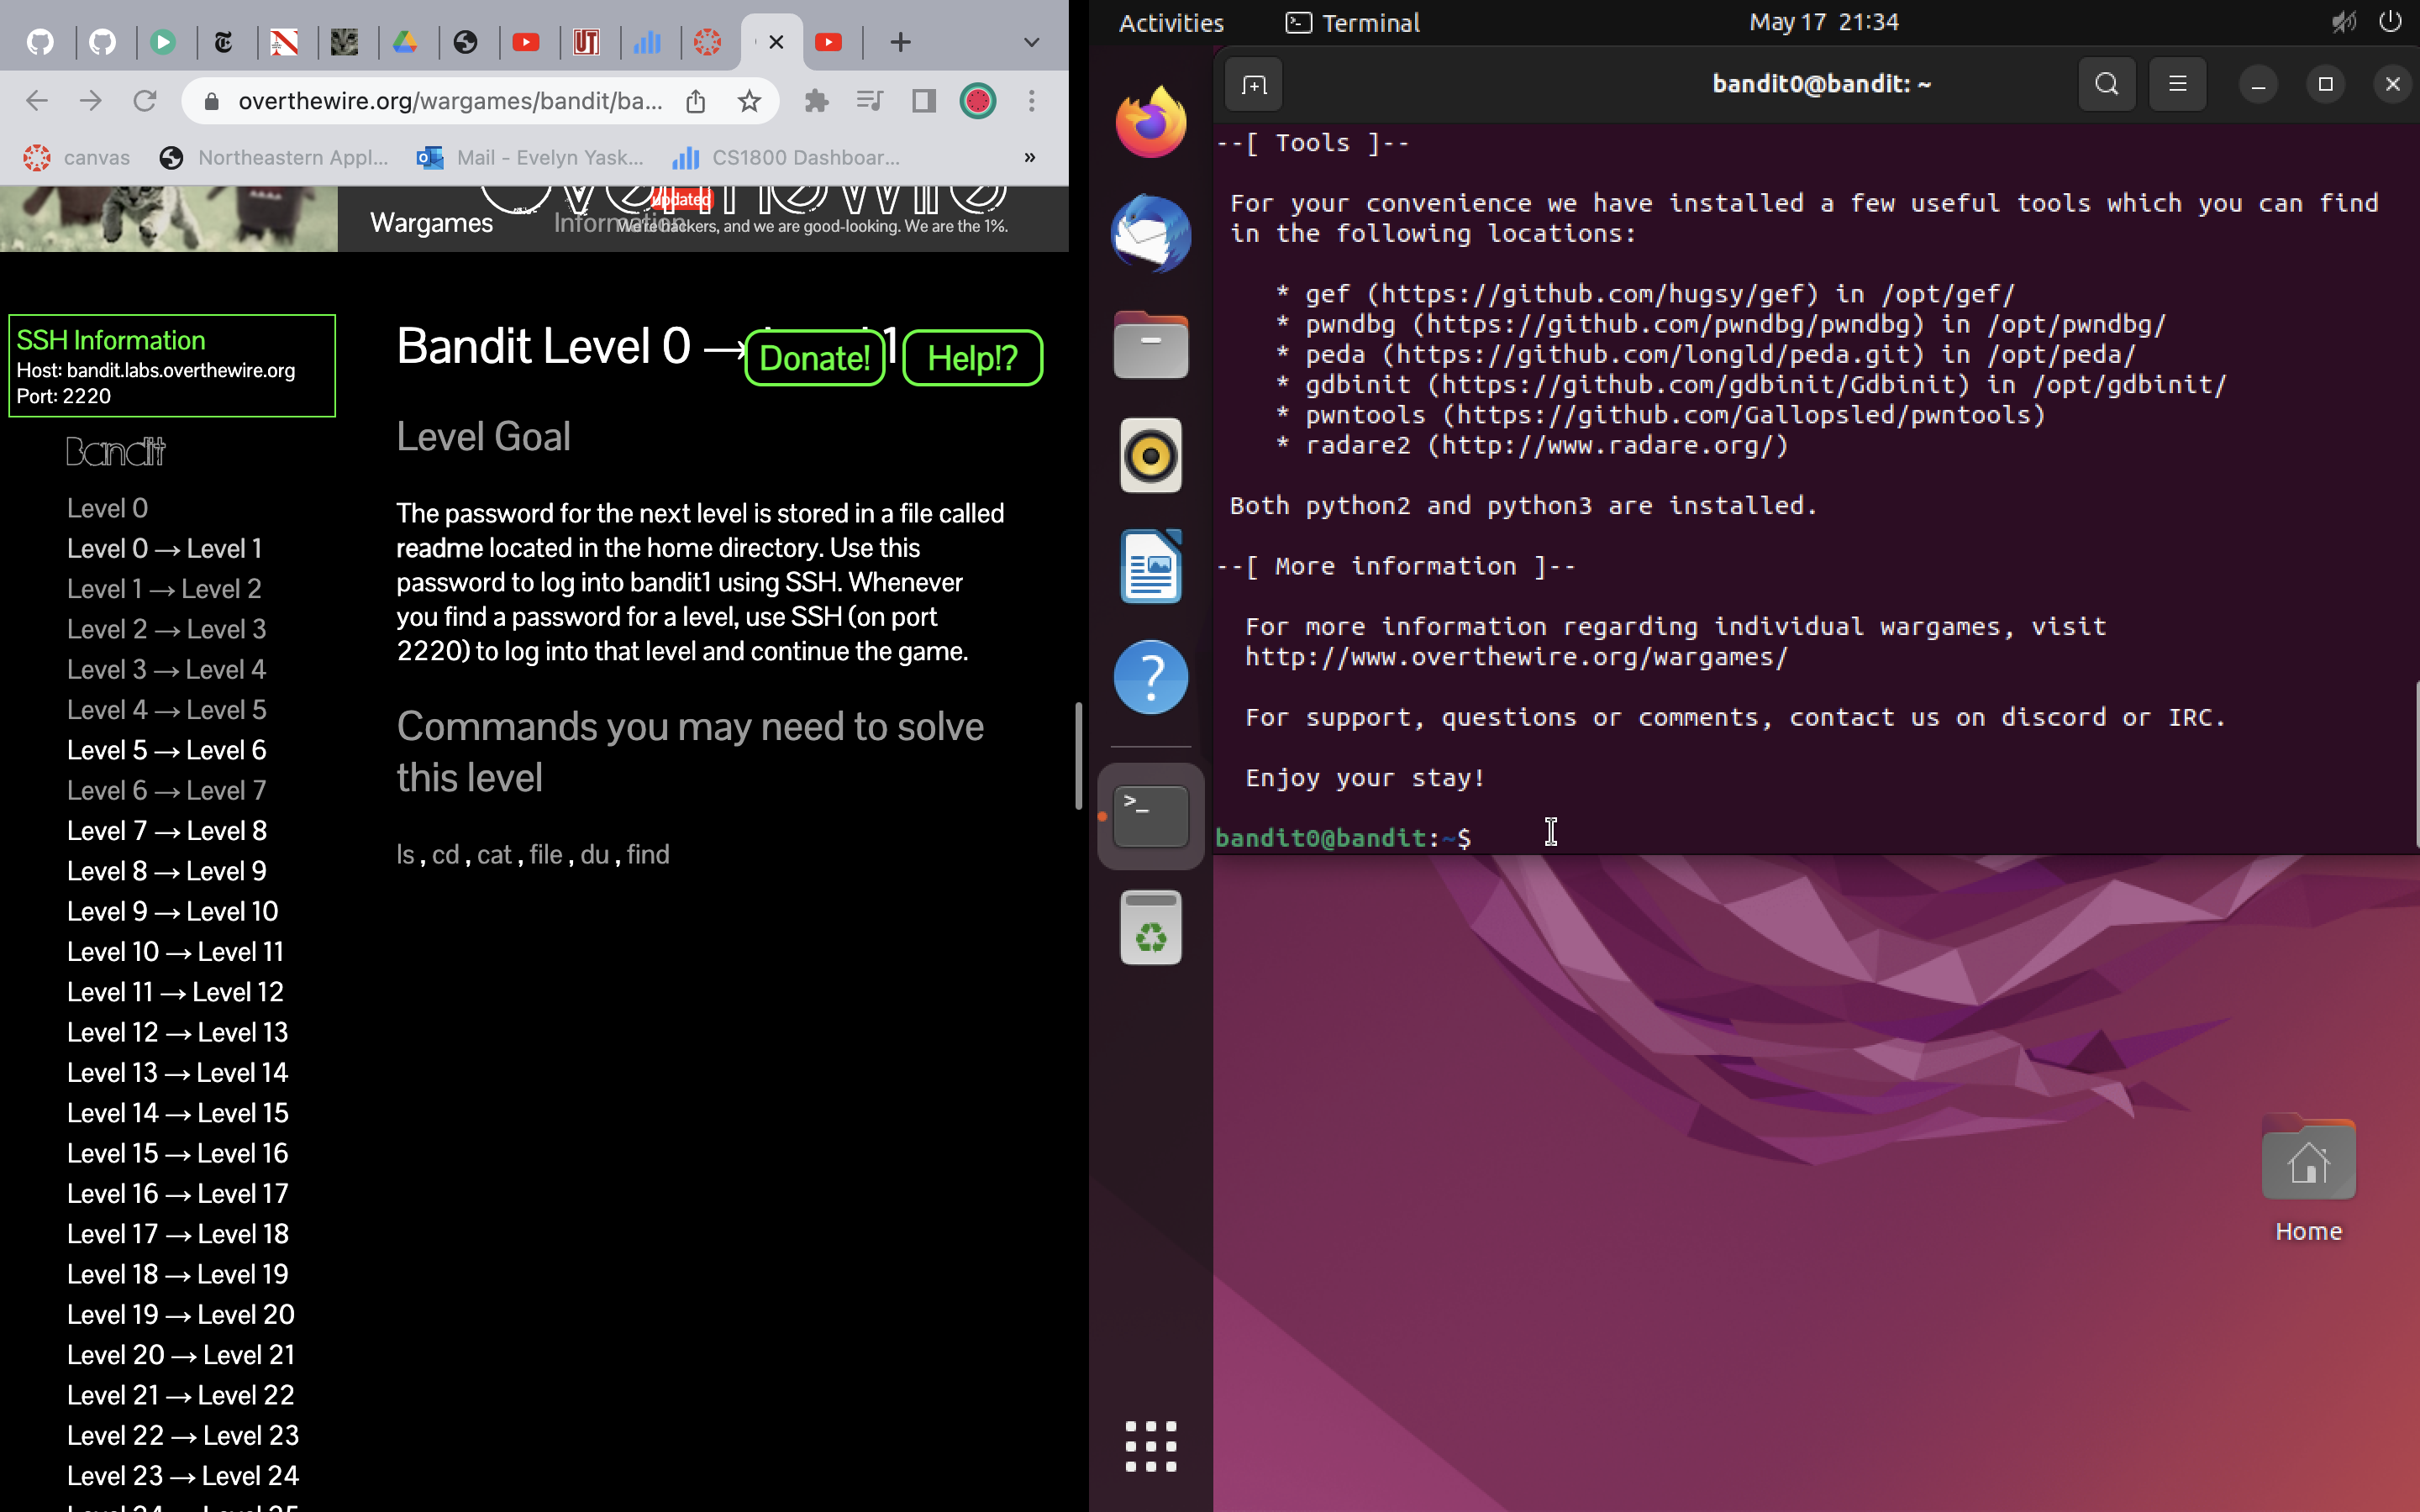 overthewire.org/wargames/bandit/ba...
canvas
Northeastern Appl...
Mail - Evelyn Yask...
CS1800 Dashboar...
»
Wargames
Information
updated
We're hackers, and we are good-looking. We are the 1%.
SSH Information
Host: bandit.labs.overthewire.org
Port: 2220
Bandit
Level 0
Level 0 → Level 1
Level 1 → Level 2
Level 2 → Level 3
Level 3 → Level 4
Level 4 → Level 5
Level 5 → Level 6
Level 6 → Level 7
Level 7 → Level 8
Level 8 → Level 9
Level 9 → Level 10
Level 10 → Level 11
Level 11 → Level 12
Level 12 → Level 13
Level 13 → Level 14
Level 14 → Level 15
Level 15 → Level 16
Level 16 → Level 17
Level 17 → Level 18
Level 18 → Level 19
Level 19 → Level 20
Level 20 → Level 21
Level 21 → Level 22
Level 22 → Level 23
Level 23 → Level 24
Bandit Level 0 → 1
Donate!
Help!?
Level Goal
The password for the next level is stored in a file called
readme located in the home directory. Use this
password to log into bandit1 using SSH. Whenever
you find a password for a level, use SSH (on port
2220) to log into that level and continue the game.
Commands you may need to solve
this level
ls , cd , cat , file , du , find
Activities
Terminal
May 17 21:34
bandit0@bandit: ~
--[ Tools ]--
For your convenience we have installed a few useful tools which you can find
in the following locations:
* gef (https://github.com/hugsy/gef) in /opt/gef/
* pwndbg (https://github.com/pwndbg/pwndbg) in /opt/pwndbg/
* peda (https://github.com/longld/peda.git) in /opt/peda/
* gdbinit (https://github.com/gdbinit/Gdbinit) in /opt/gdbinit/
* pwntools (https://github.com/Gallopsled/pwntools)
* radare2 (http://www.radare.org/)
Both python2 and python3 are installed.
--[ More information ]--
For more information regarding individual wargames, visit
http://www.overthewire.org/wargames/
For support, questions or comments, contact us on discord or IRC.
Enjoy your stay!
bandit0@bandit:~$
Home